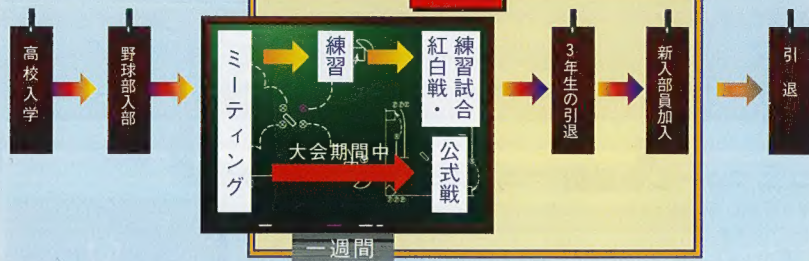 高校入学
野球部入部
ミーティング
練習
練習試合
紅白戦・
大会期間中
公式戦
一週間
3年生の引退
新入部員加入
引退